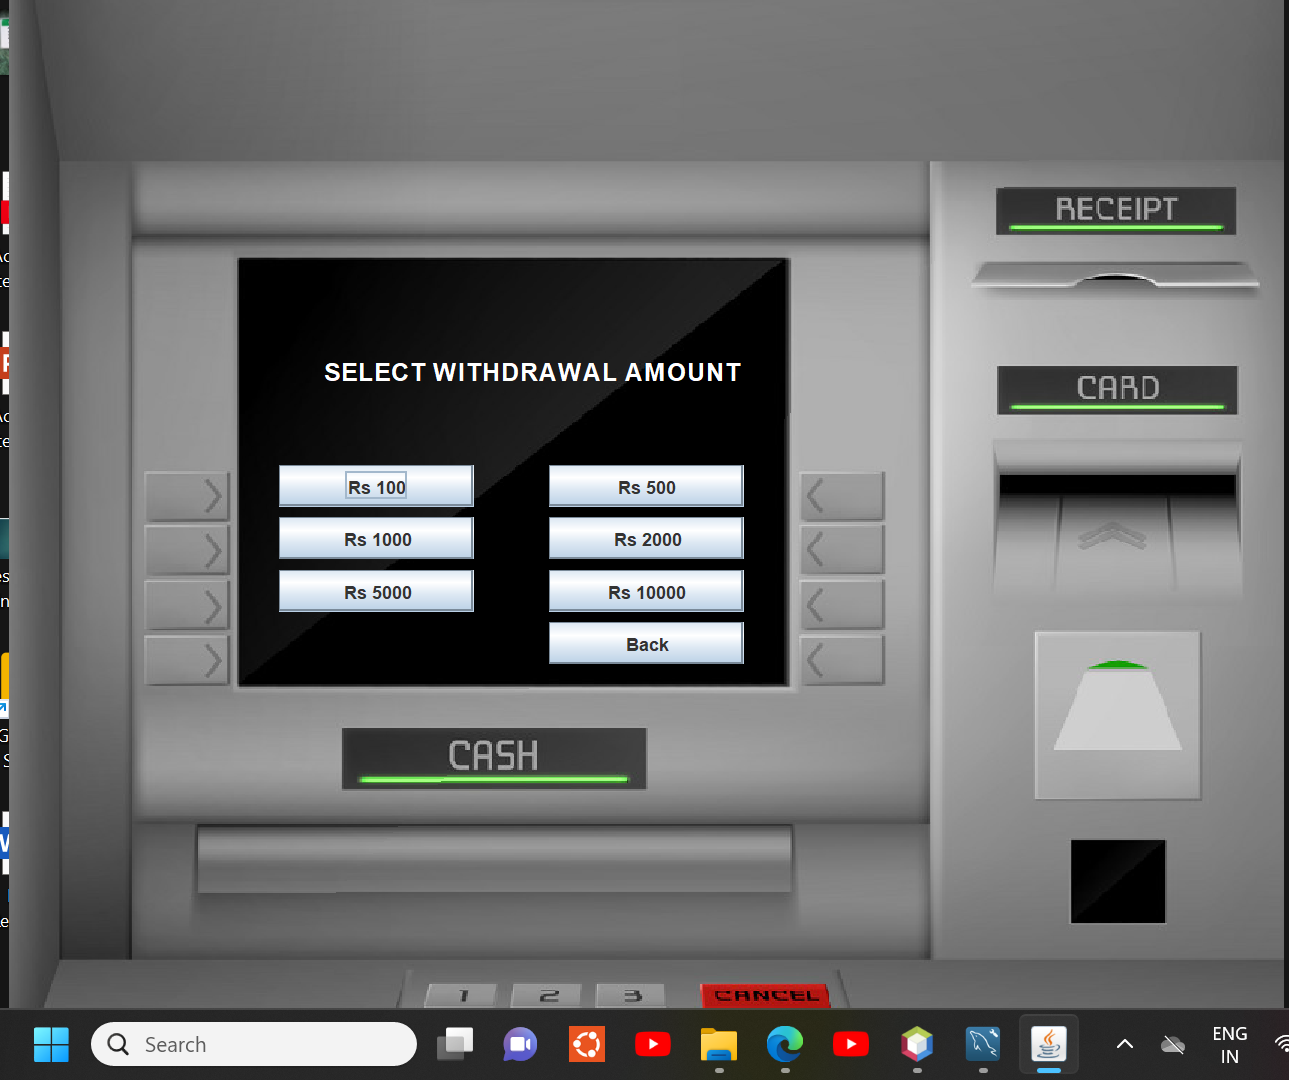 RECEIPT
SELECT WITHDRAWAL AMOUNT
CARD
Rs 100
Rs 500
Rs 1000
Rs 2000
Rs 5000
Rs 10000
Back
CASH
1 2 3 CANCEL
Search
ENG
IN